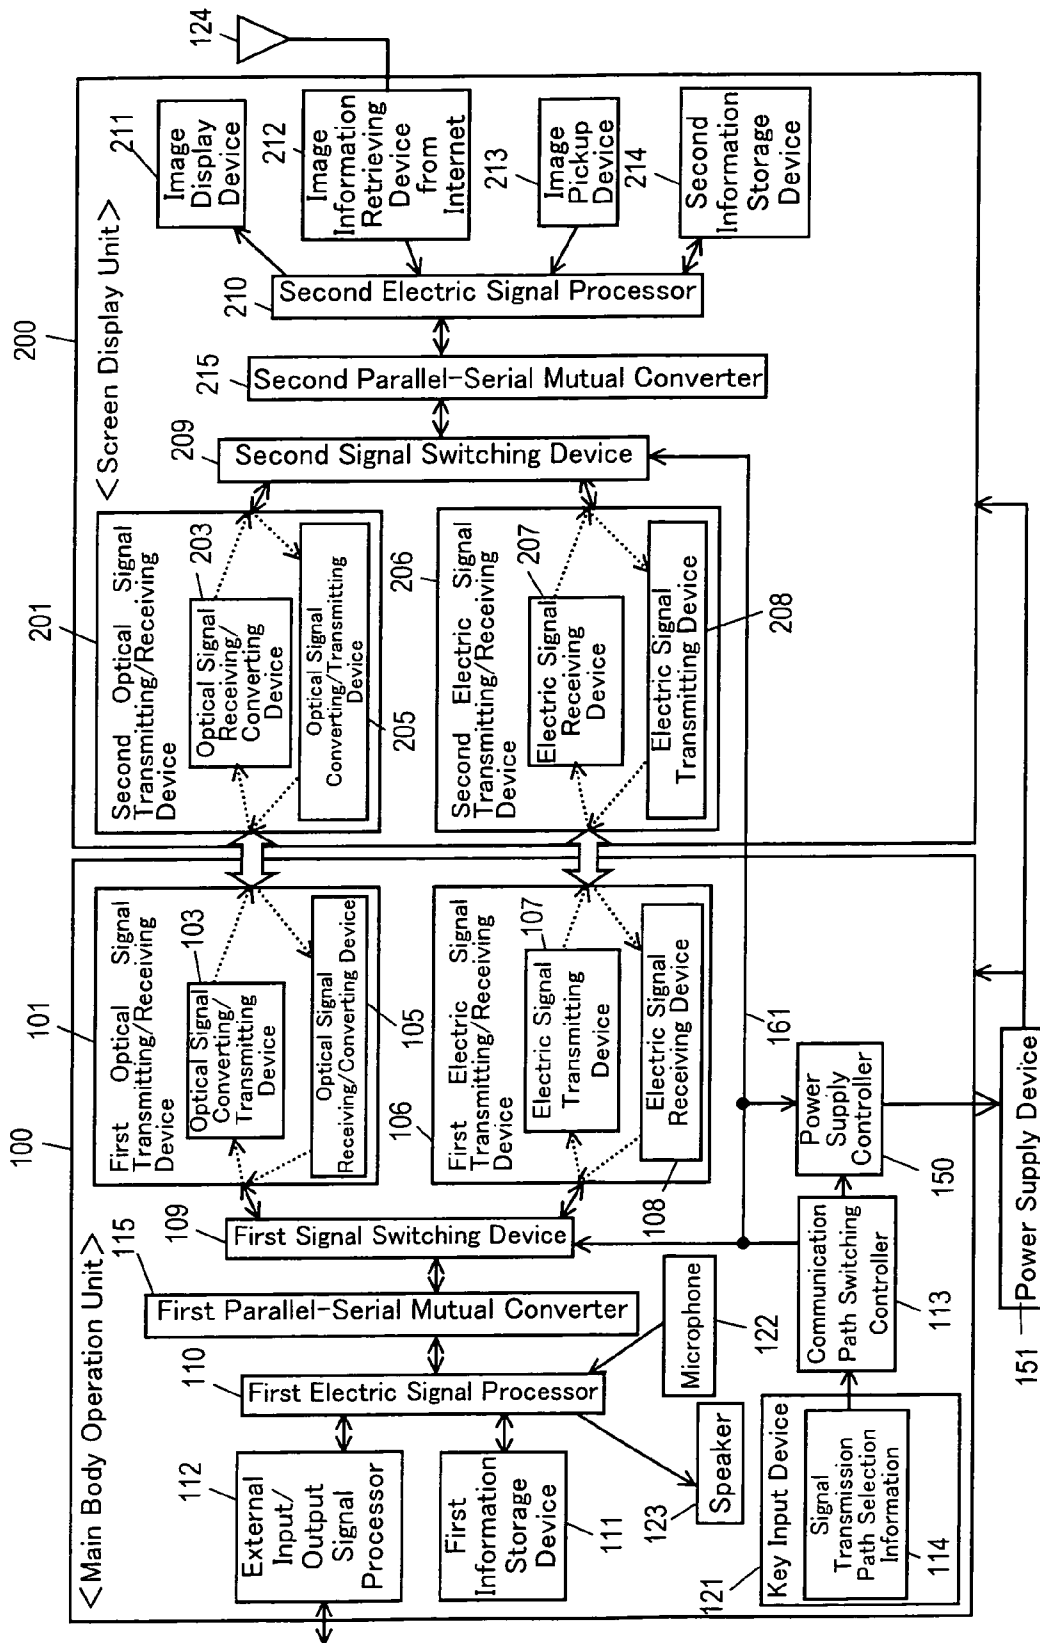 <Main Body Operation Unit>
100
101
First Optical Signal
Transmitting/Receiving
Device
103
Optical Signal
Converting/
Transmitting
Device
Optical Signal
Receiving/Converting Device
105
106
First Electric Signal
Transmitting/Receiving
Device
107
Electric Signal
Transmitting
Device
Electric Signal
Receiving Device
108
109
First Signal Switching Device
115
First Parallel-Serial Mutual Converter
110
First Electric Signal Processor
112
External
Input/
Output
Signal
Processor
First
Information
Storage
Device
111
Microphone
122
Speaker
123
121
Key Input Device
Signal
Transmission
Path Selection
Information
114
Communication
Path Switching
Controller
113
Power
Supply
Controller
150
161
151
Power Supply Device
<Screen Display Unit>
200
201
Second Optical Signal
Transmitting/Receiving
Device
203
Optical Signal
Receiving/
Converting
Device
Optical Signal
Converting/Transmitting
Device
205
206
Second Electric Signal
Transmitting/Receiving
Device
207
Electric Signal
Receiving
Device
Electric Signal
Transmitting Device
208
209
Second Signal Switching Device
215
Second Parallel-Serial Mutual Converter
210
Second Electric Signal Processor
211
Image
Display
Device
212
Image
Information
Retrieving
Device
from
Internet
124
213
Image
Pickup
Device
214
Second
Information
Storage
Device